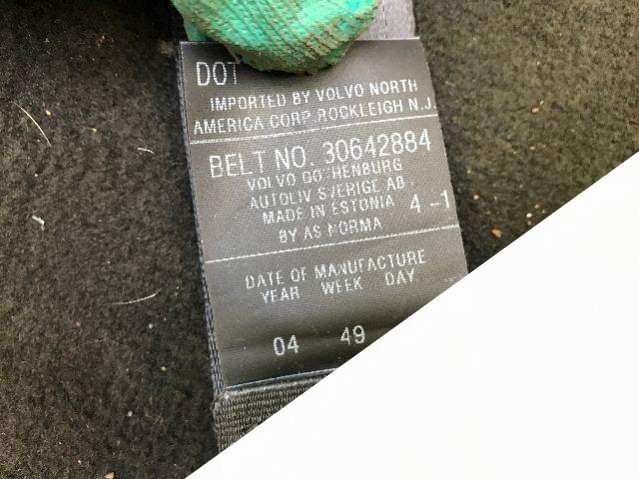 DOT
IMPORTED BY VOLVO NORTH
AMERICA CORP ROCKLEIGH N.J.
BELT NO. 30642884
VOLVO GOTHENBURG
AUTOLIV SVERIGE AB
MADE IN ESTONIA 4-1
BY AS NORMA
DATE OF MANUFACTURE
YEAR WEEK DAY
04 49